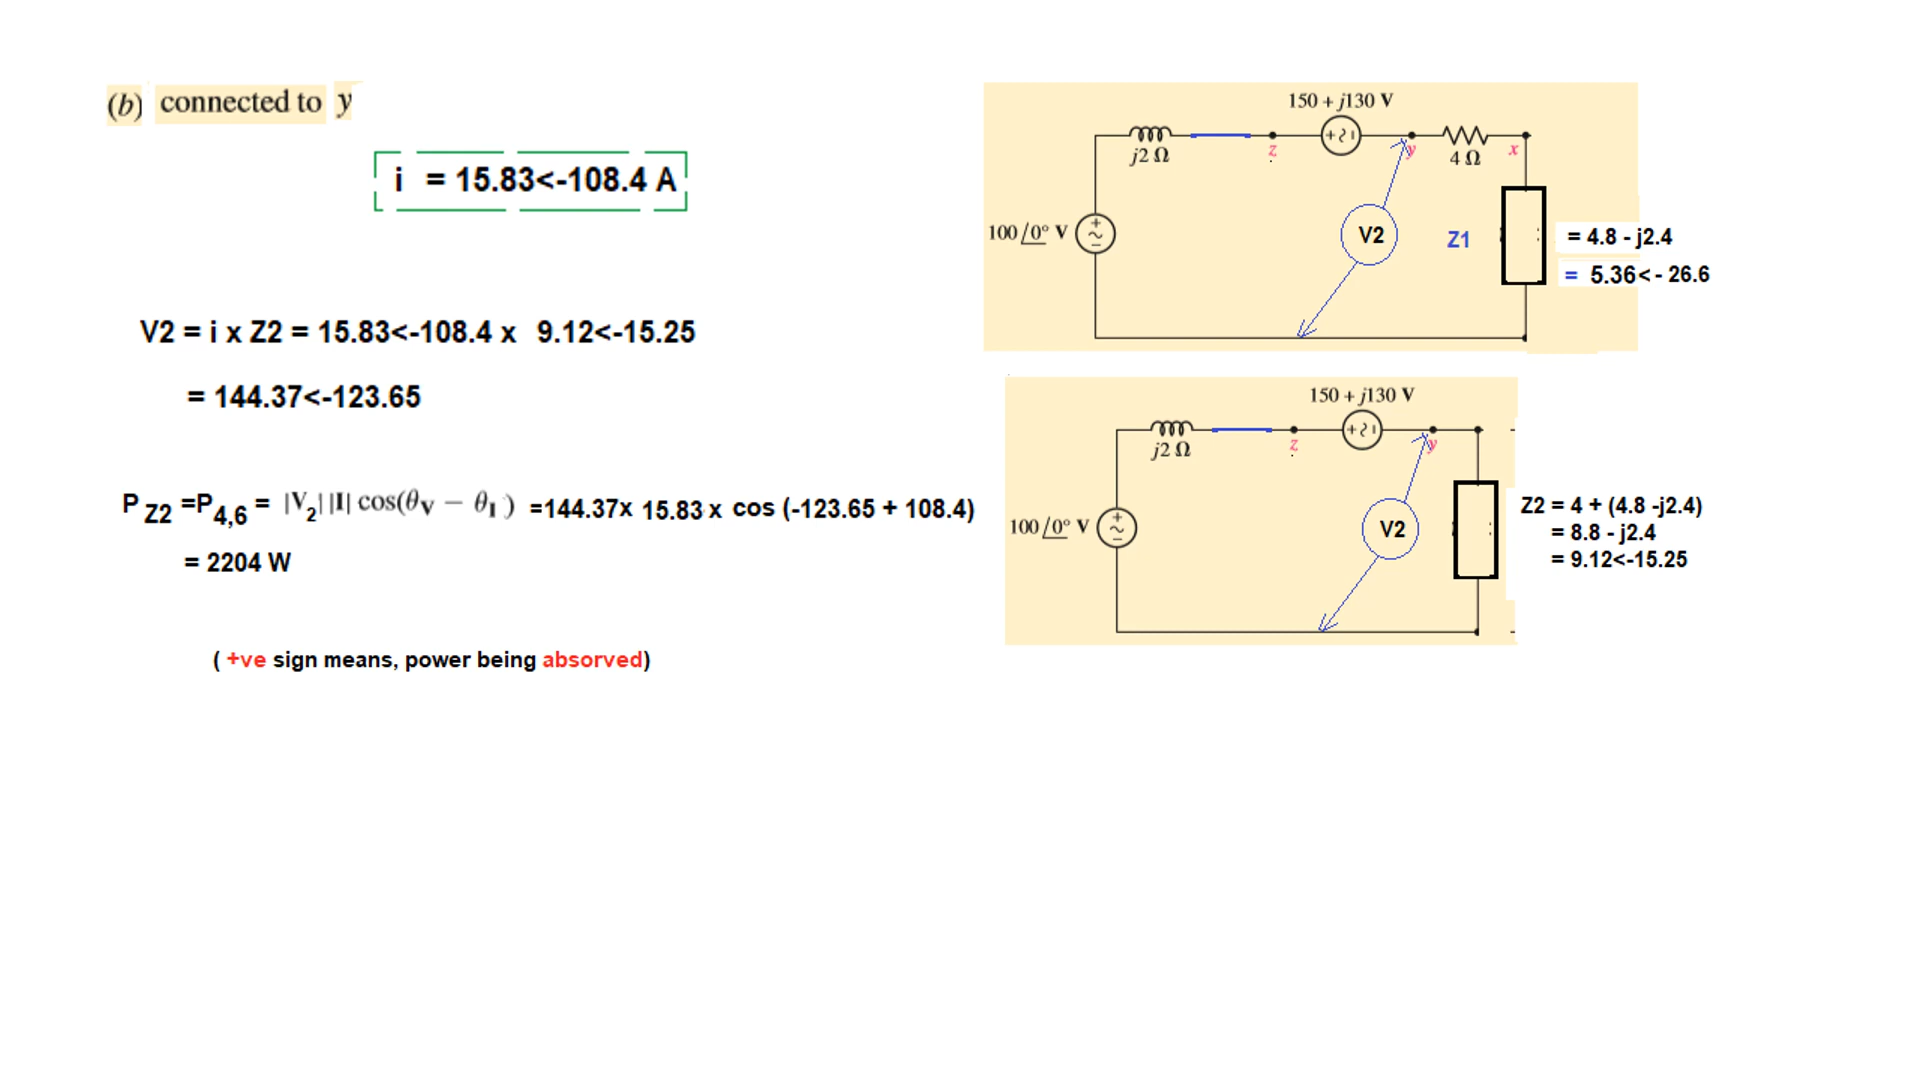 (b) connected to y
i = 15.83<-108.4 A
V2 = i x Z2 = 15.83<-108.4 x 9.12<-15.25
= 144.37<-123.65
P Z2 =P4,6 = |V2| |I| cos(θV − θI) =144.37x 15.83 x cos (-123.65 + 108.4)
= 2204 W
( +ve sign means, power being absorved)
150 + j130 V
j2 Ω
z
y
4 Ω
x
100/0° V
V2
Z1
= 4.8 - j2.4
= 5.36< - 26.6
150 + j130 V
j2 Ω
z
y
100/0° V
V2
Z2 = 4 + (4.8 -j2.4)
= 8.8 - j2.4
= 9.12<-15.25